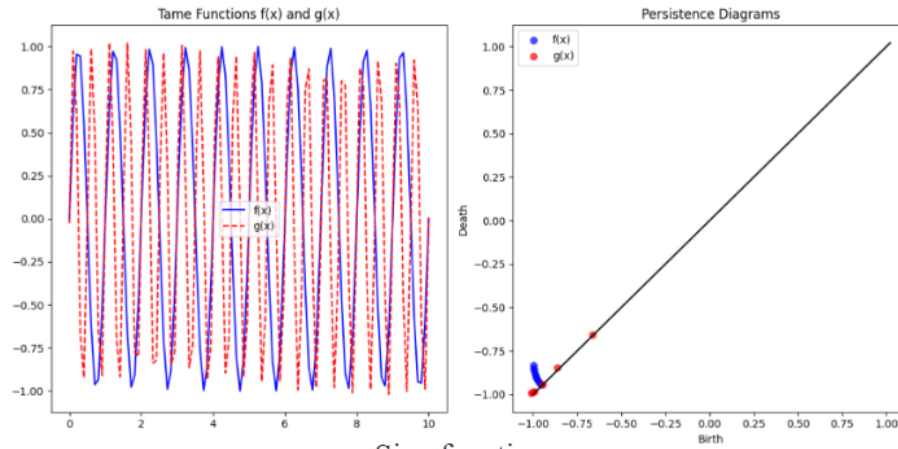 Tame Functions f(x) and g(x)
1.00
0.75
0.50
0.25
0.00
−0.25
−0.50
−0.75
−1.00
0 2 4 6 8 10
f(x)
g(x)
Persistence Diagrams
f(x)
g(x)
1.00
0.75
0.50
0.25
0.00
−0.25
−0.50
−0.75
−1.00
Death
−1.00 −0.75 −0.50 −0.25 0.00 0.25 0.50 0.75 1.00
Birth